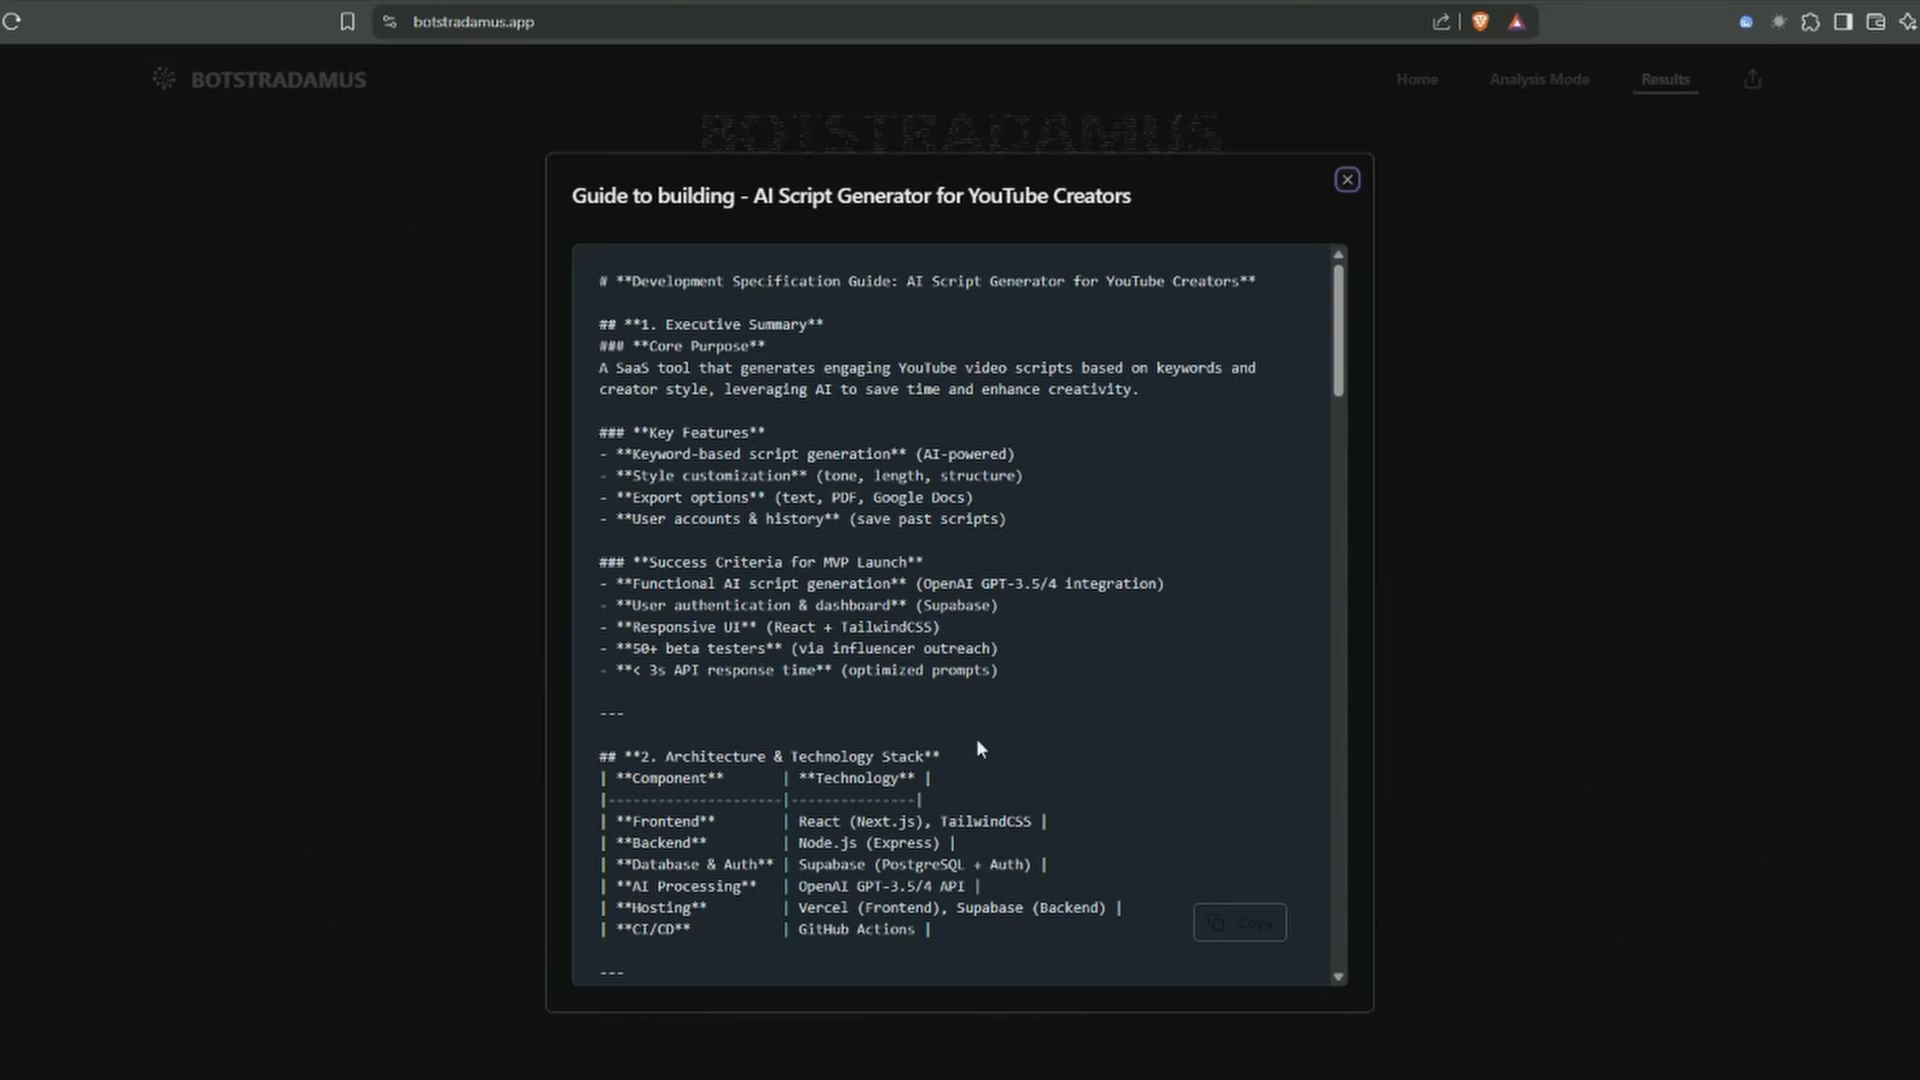 botstradamus.app
BOTSTRADAMUS
Home
Analysis Mode
Results
BOTSTRADAMUS
Guide to building - AI Script Generator for YouTube Creators
# **Development Specification Guide: AI Script Generator for YouTube Creators**
## **1. Executive Summary**
### **Core Purpose**
A SaaS tool that generates engaging YouTube video scripts based on keywords and
creator style, leveraging AI to save time and enhance creativity.
### **Key Features**
- **Keyword-based script generation** (AI-powered)
- **Style customization** (tone, length, structure)
- **Export options** (text, PDF, Google Docs)
- **User accounts & history** (save past scripts)
### **Success Criteria for MVP Launch**
- **Functional AI script generation** (OpenAI GPT-3.5/4 integration)
- **User authentication & dashboard** (Supabase)
- **Responsive UI** (React + TailwindCSS)
- **50+ beta testers** (via influencer outreach)
- **< 3s API response time** (optimized prompts)
---
## **2. Architecture & Technology Stack**
| **Component** | **Technology** |
|---------------------|---------------|
| **Frontend** | React (Next.js), TailwindCSS |
| **Backend** | Node.js (Express) |
| **Database & Auth** | Supabase (PostgreSQL + Auth) |
| **AI Processing** | OpenAI GPT-3.5/4 API |
| **Hosting** | Vercel (Frontend), Supabase (Backend) |
| **CI/CD** | GitHub Actions |
Copy
---